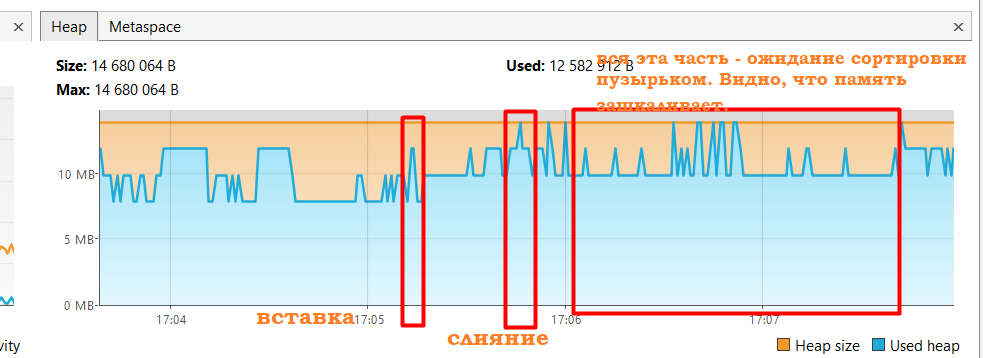 Heap Metaspace
Size: 14 680 064 B
Used: 12 582 912 B
Max: 14 680 064 B
вся эта часть - ожидание сортировки
пузырьком. Видно, что память
зашкаливает.
10 MB
5 MB
0 MB
17:04 17:05 17:06 17:07
вставка
слияние
vity
Heap size Used heap